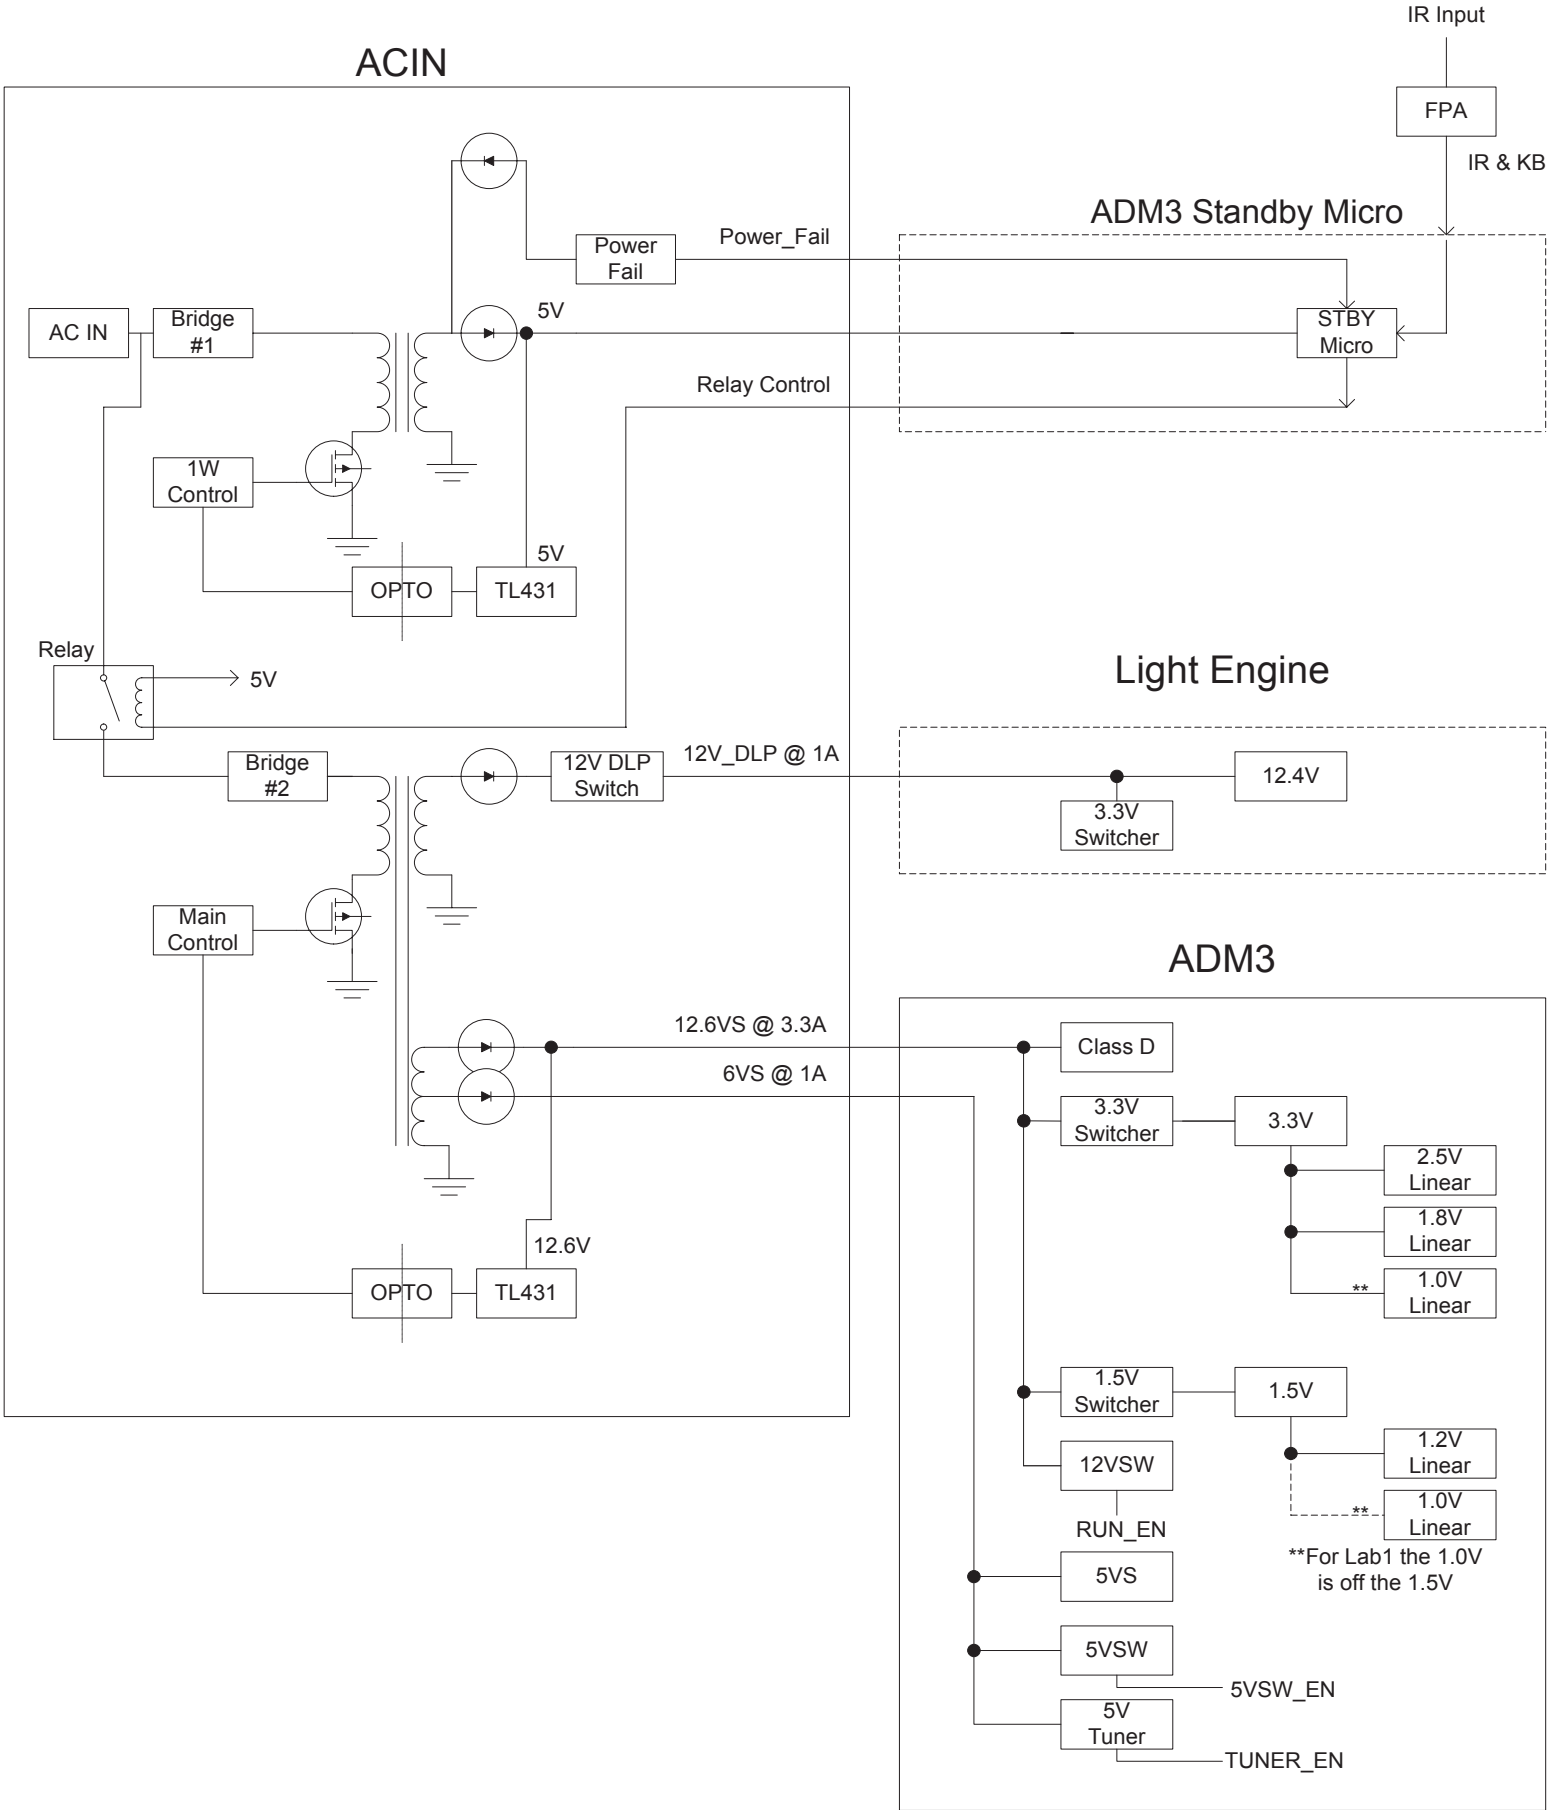 IR Input
ACIN
FPA
IR & KB
ADM3 Standby Micro
Power_Fail
Power
Fail
5V
AC IN
Bridge
#1
STBY
Micro
Relay Control
1W
Control
5V
OPTO
TL431
Relay
5V
Light Engine
12V_DLP @ 1A
Bridge
#2
12V DLP
Switch
12.4V
3.3V
Switcher
Main
Control
ADM3
12.6VS @ 3.3A
Class D
6VS @ 1A
3.3V
Switcher
3.3V
2.5V
Linear
1.8V
Linear
12.6V
OPTO
TL431
**
1.0V
Linear
1.5V
Switcher
1.5V
1.2V
Linear
12VSW
**
1.0V
Linear
RUN_EN
**For Lab1 the 1.0V
is off the 1.5V
5VS
5VSW
5VSW_EN
5V
Tuner
TUNER_EN